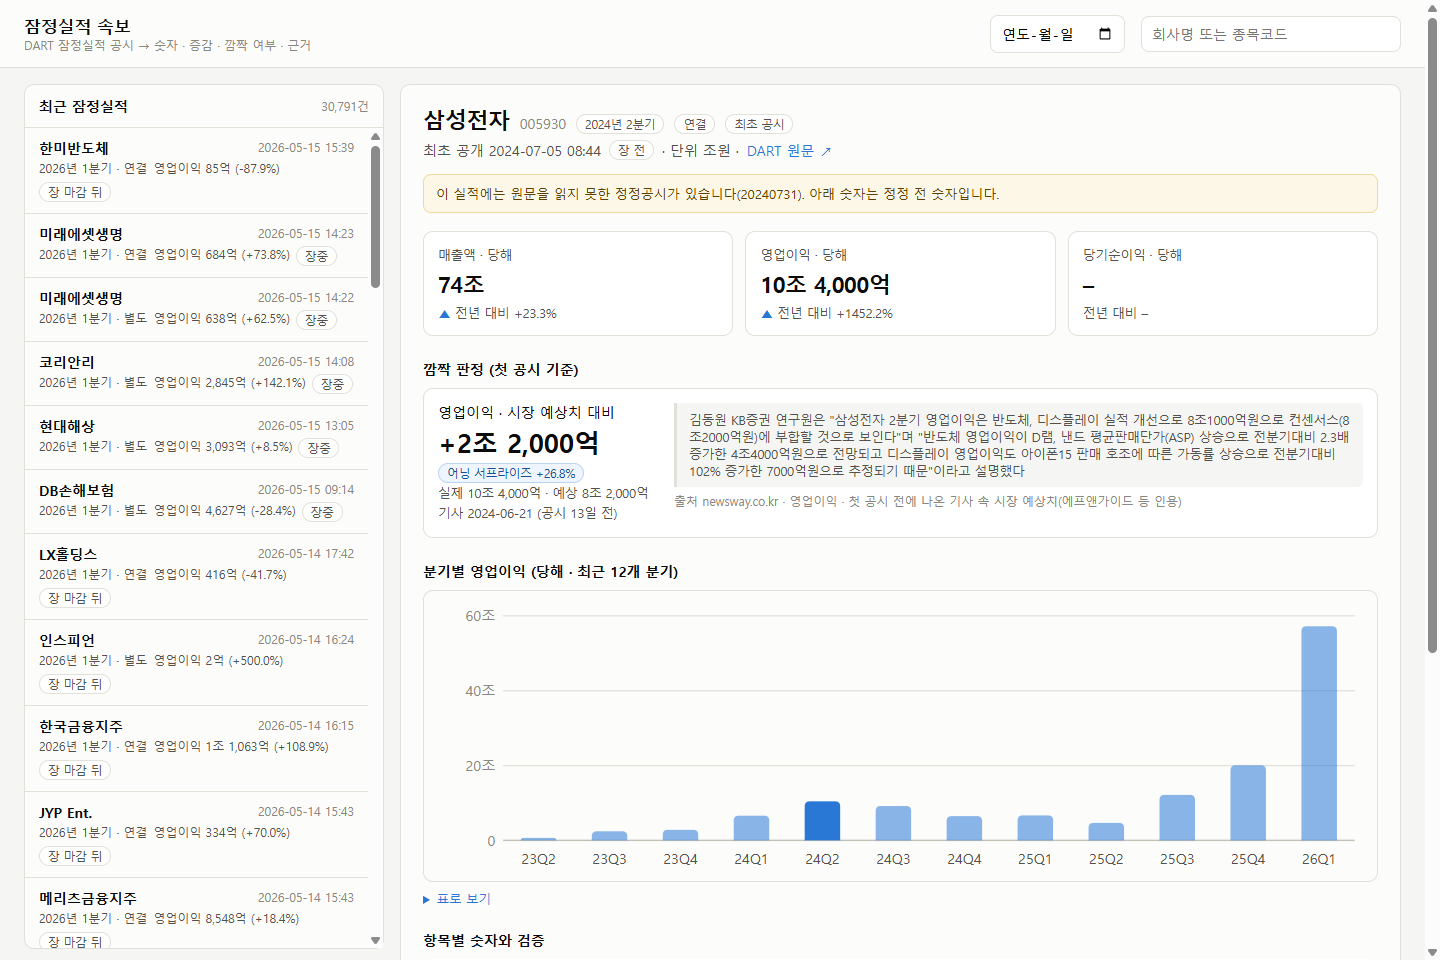 잠정실적 속보
DART 잠정실적 공시 → 숫자 · 증감 · 깜짝 여부 · 근거
연도-월-일
회사명 또는 종목코드
최근 잠정실적 30,791건
한미반도체 2026-05-15 15:39
2026년 1분기 · 연결 영업이익 85억 (-87.9%)
장 마감 뒤
미래에셋생명 2026-05-15 14:23
2026년 1분기 · 연결 영업이익 684억 (+73.8%) 장중
미래에셋생명 2026-05-15 14:22
2026년 1분기 · 별도 영업이익 638억 (+62.5%) 장중
코리안리 2026-05-15 14:08
2026년 1분기 · 별도 영업이익 2,845억 (+142.1%) 장중
현대해상 2026-05-15 13:05
2026년 1분기 · 별도 영업이익 3,093억 (+8.5%) 장중
DB손해보험 2026-05-15 09:14
2026년 1분기 · 별도 영업이익 4,627억 (-28.4%) 장중
LX홀딩스 2026-05-14 17:42
2026년 1분기 · 연결 영업이익 416억 (-41.7%)
장 마감 뒤
인스피언 2026-05-14 16:24
2026년 1분기 · 별도 영업이익 2억 (+500.0%)
장 마감 뒤
한국금융지주 2026-05-14 16:15
2026년 1분기 · 연결 영업이익 1조 1,063억 (+108.9%)
장 마감 뒤
JYP Ent. 2026-05-14 15:43
2026년 1분기 · 연결 영업이익 334억 (+70.0%)
장 마감 뒤
메리츠금융지주 2026-05-14 15:43
2026년 1분기 · 연결 영업이익 8,548억 (+18.4%)
장 마감 뒤
삼성전자 005930 2024년 2분기 연결 최초 공시
최초 공개 2024-07-05 08:44 장 전 · 단위 조원 · DART 원문 ↗
이 실적에는 원문을 읽지 못한 정정공시가 있습니다(20240731). 아래 숫자는 정정 전 숫자입니다.
매출액 · 당해
74조
▲ 전년 대비 +23.3%
영업이익 · 당해
10조 4,000억
▲ 전년 대비 +1452.2%
당기순이익 · 당해
–
전년 대비 –
깜짝 판정 (첫 공시 기준)
영업이익 · 시장 예상치 대비
+2조 2,000억
어닝 서프라이즈 +26.8%
실제 10조 4,000억 · 예상 8조 2,000억
기사 2024-06-21 (공시 13일 전)
김동원 KB증권 연구원은 "삼성전자 2분기 영업이익은 반도체, 디스플레이 실적 개선으로 8조1000억원으로 컨센서스(8
조2000억원)에 부합할 것으로 보인다"며 "반도체 영업이익이 D램, 낸드 평균판매단가(ASP) 상승으로 전분기대비 2.3배
증가한 4조4000억원으로 전망되고 디스플레이 영업이익도 아이폰15 판매 호조에 따른 가동률 상승으로 전분기대비
102% 증가한 7000억원으로 추정되기 때문"이라고 설명했다
출처 newsway.co.kr · 영업이익 · 첫 공시 전에 나온 기사 속 시장 예상치(에프앤가이드 등 인용)
분기별 영업이익 (당해 · 최근 12개 분기)
60조
40조
20조
0
23Q2 23Q3 23Q4 24Q1 24Q2 24Q3 24Q4 25Q1 25Q2 25Q3 25Q4 26Q1
▶ 표로 보기
항목별 숫자와 검증